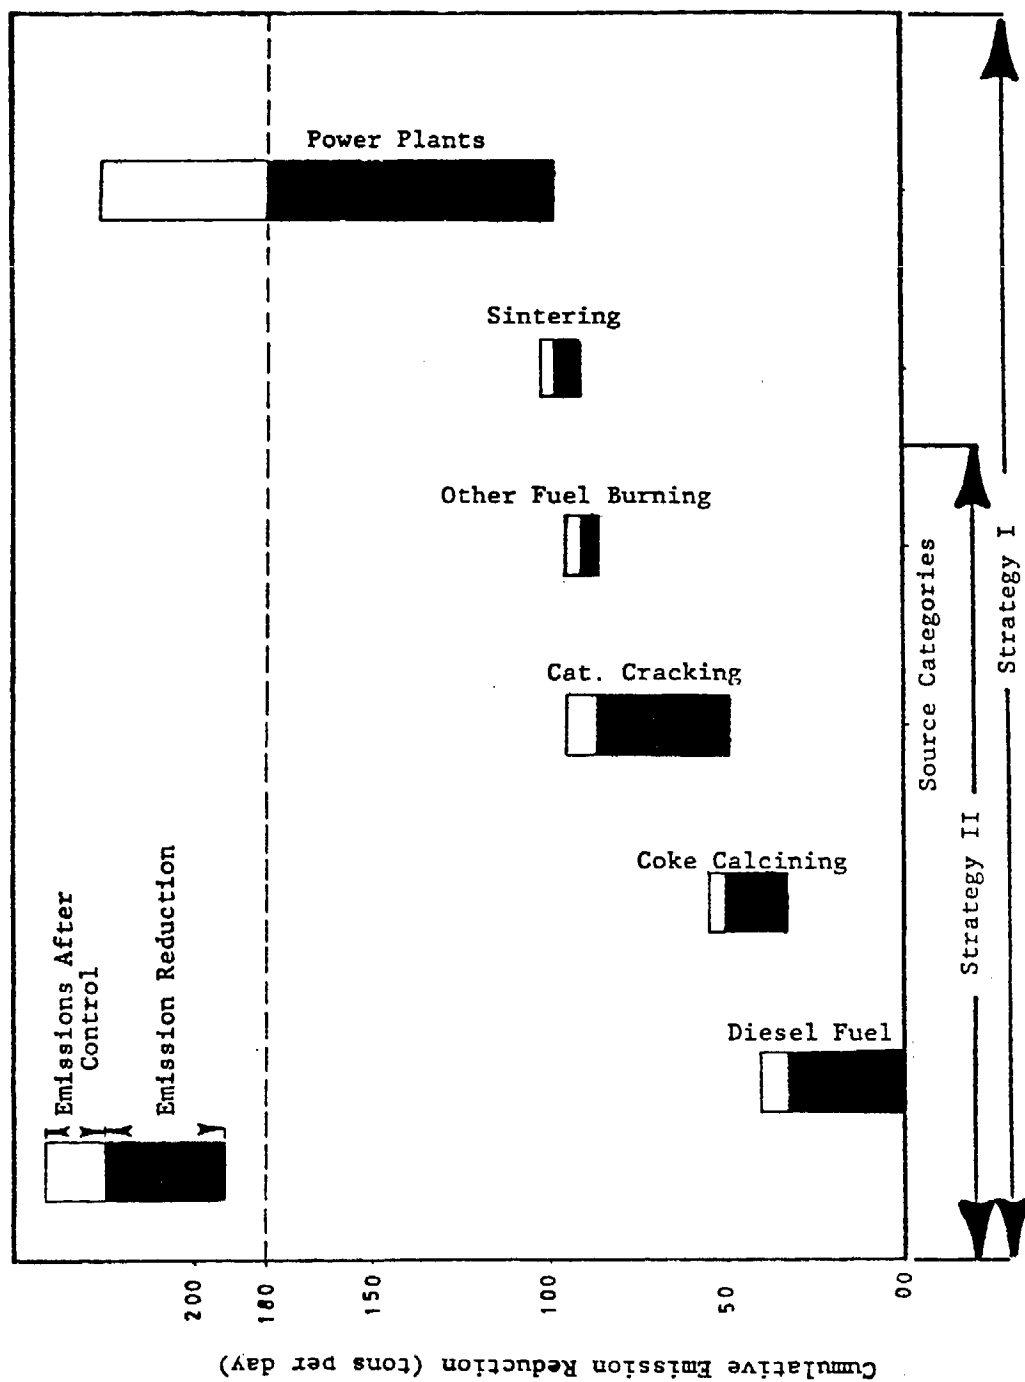 Emissions After
Control
Emission Reduction
Power Plants
Sintering
Other Fuel Burning
Cat. Cracking
Coke Calcining
Diesel Fuel
200
180
150
100
50
00
Cumulative Emission Reduction (tons per day)
Source Categories
Strategy II
Strategy I